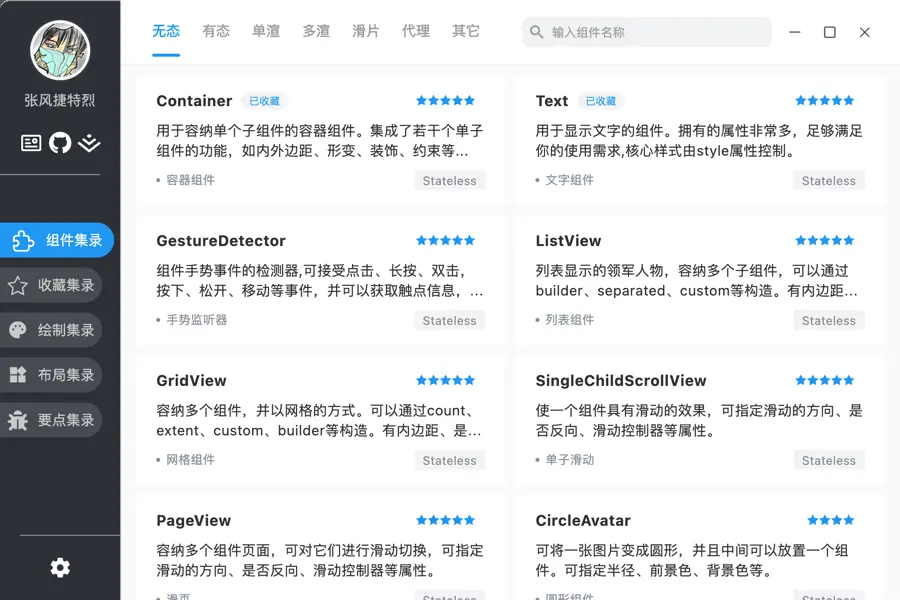 张风捷特烈
组件集录
收藏集录
绘制集录
布局集录
要点集录
无态 有态 单渲 多渲 滑片 代理 其它
输入组件名称
Container 已收藏
用于容纳单个子组件的容器组件。集成了若干个单子
组件的功能，如内外边距、形变、装饰、约束等...
容器组件
Stateless
Text 已收藏
用于显示文字的组件。拥有的属性非常多，足够满足
你的使用需求,核心样式由style属性控制。
文字组件
Stateless
GestureDetector
组件手势事件的检测器,可接受点击、长按、双击，
按下、松开、移动等事件，并可以获取触点信息，...
手势监听器
Stateless
ListView
列表显示的领军人物，容纳多个子组件，可以通过
builder、separated、custom等构造。有内边距...
列表组件
Stateless
GridView
容纳多个组件，并以网格的方式。可以通过count、
extent、custom、builder等构造。有内边距、是...
网格组件
Stateless
SingleChildScrollView
使一个组件具有滑动的效果，可指定滑动的方向、是
否反向、滑动控制器等属性。
单子滑动
Stateless
PageView
容纳多个组件页面，可对它们进行滑动切换，可指定
滑动的方向、是否反向、滑动控制器等属性。
滑页
Stateless
CircleAvatar
可将一张图片变成圆形，并且中间可以放置一个组
件。可指定半径、前景色、背景色等。
圆形组件
Stateless